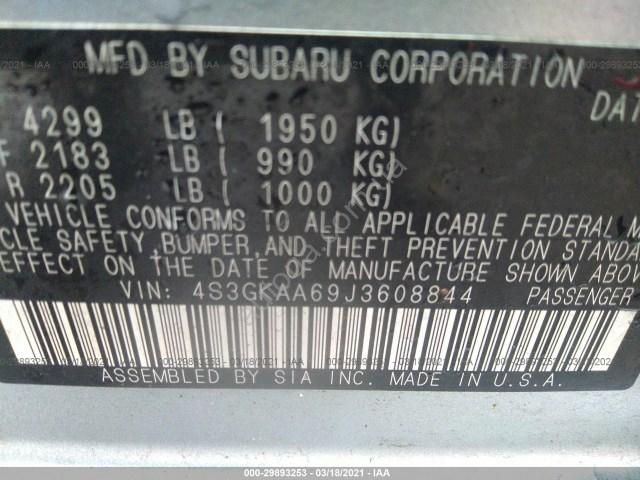 MFD BY SUBARU CORPORATION
DAT
4299 LB ( 1950 KG)
F 2183 LB ( 990 KG)
R 2205 LB ( 1000 KG)
VEHICLE CONFORMS TO ALL APPLICABLE FEDERAL M
CLE SAFETY, BUMPER, AND THEFT PREVENTION STANDA
EFFECT ON THE DATE OF MANUFACTURE SHOWN ABOV
VIN: 4S3GKAA69J3608844 PASSENGER
ASSEMBLED BY SIA INC. MADE IN U.S.A.
000-29893253 - 03/18/2021 - IAA